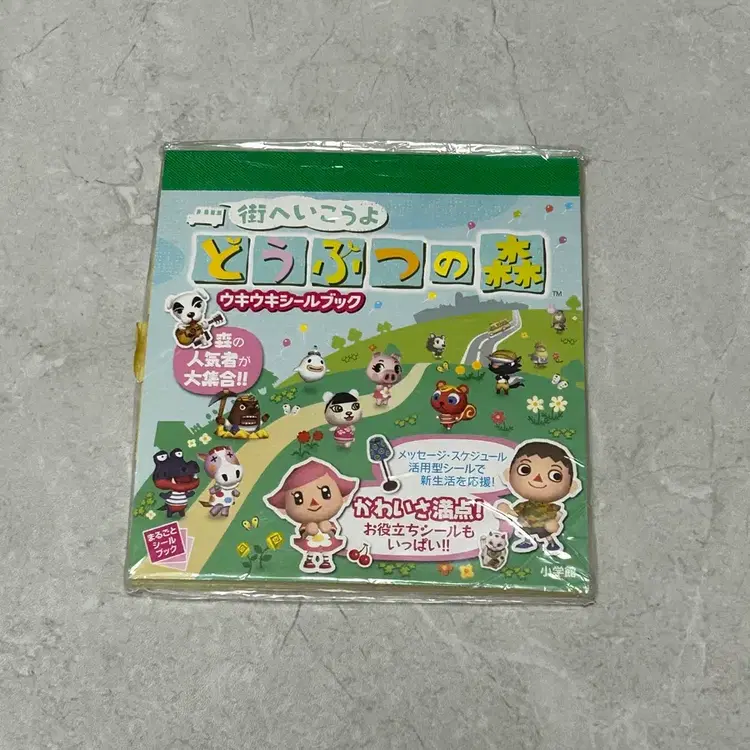 街へいこうよ
どうぶつの森
TM
ウキウキシールブック
森の
人気者が
大集合!!
メッセージ・スケジュール
活用型シールで
新生活を応援!
かわいさ満点!
お役立ちシールも
いっぱい!!
まるごと
シール
ブック
小学館